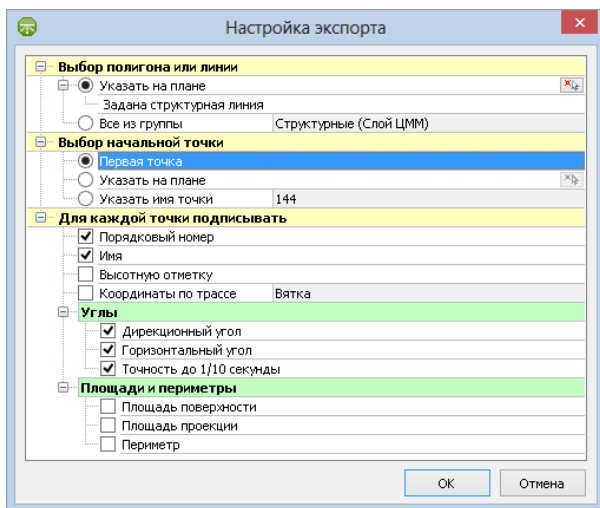 Настройка экспорта
Выбор полигона или линии
Указать на плане
Задана структурная линия
Все из группы Структурные (Слой ЦММ)
Выбор начальной точки
Первая точка
Указать на плане
Указать имя точки 144
Для каждой точки подписывать
Порядковый номер
Имя
Высотную отметку
Координаты по трассе Вятка
Углы
Дирекционный угол
Горизонтальный угол
Точность до 1/10 секунды
Площади и периметры
Площадь поверхности
Площадь проекции
Периметр
OK Отмена